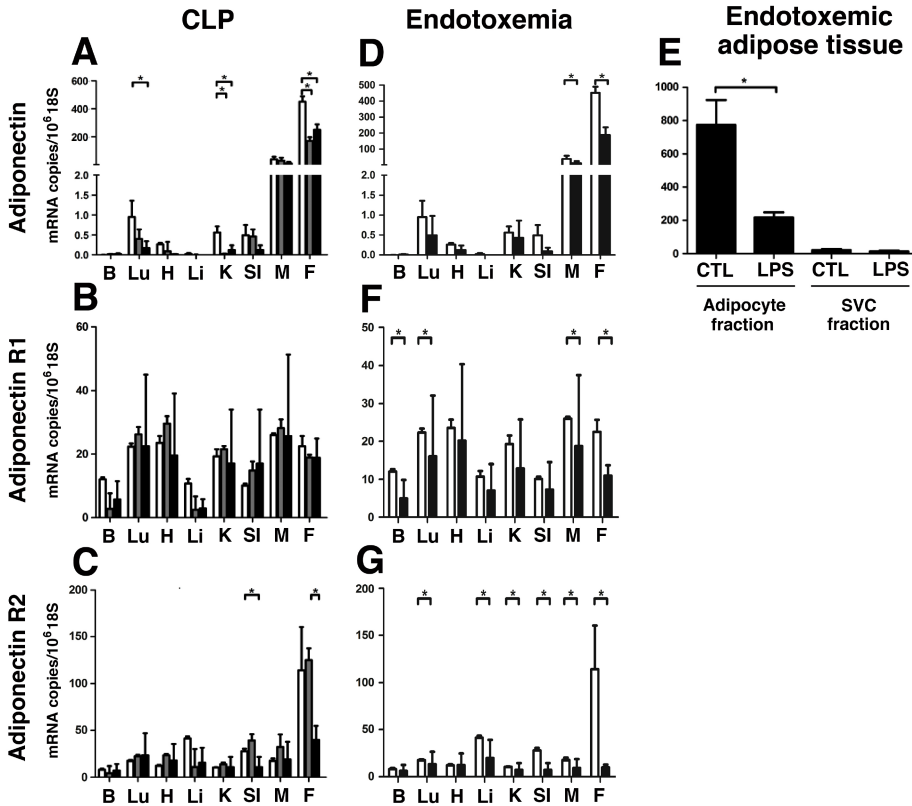 CLP
Endotoxemia
Endotoxemic
adipose tissue
A
D
E
Adiponectin
mRNA copies/10⁶18S
600
400
200
2.0
1.5
1.0
0.5
0.0
* * * * *
B Lu H Li K SI M F
500
400
300
200
100
2.0
1.5
1.0
0.5
0.0
* *
B Lu H Li K SI M F
1000
800
600
400
200
0
*
CTL LPS CTL LPS
Adipocyte
fraction
SVC
fraction
B
F
Adiponectin R1
mRNA copies/10⁶18S
60
40
20
0
B Lu H Li K SI M F
50
40
30
20
10
0
* * * *
B Lu H Li K SI M F
C
G
Adiponectin R2
mRNA copies/10⁶18S
200
150
100
50
0
* *
B Lu H Li K SI M F
200
150
100
50
0
* * * * * *
B Lu H Li K SI M F